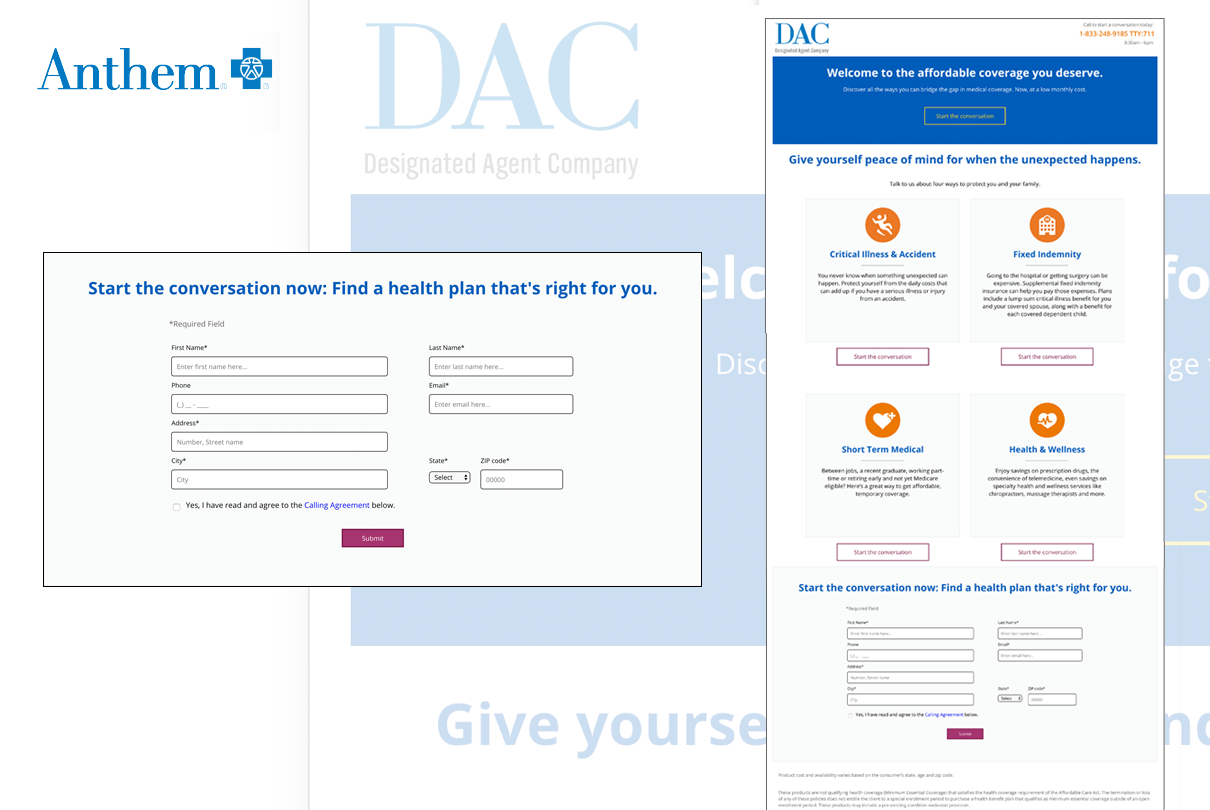 Anthem
DAC
Designated Agent Company
elc
fo
Disc
ge
S
Give yourse
nd
Start the conversation now: Find a health plan that's right for you.
*Required Field
First Name*
Last Name*
Enter first name here...
Enter last name here...
Phone
Email*
(_) __ - ____
Enter email here...
Address*
Number, Street name
City*
State*
ZIP code*
City
Select
00000
Yes, I have read and agree to the Calling Agreement below.
Submit
DAC
Designated Agent Company
Call to start a conversation today:
1-833-248-9185 TTY:711
8:30am - 6pm
Welcome to the affordable coverage you deserve.
Discover all the ways you can bridge the gap in medical coverage. Now, at a low monthly cost.
Start the conversation
Give yourself peace of mind for when the unexpected happens.
Talk to us about four ways to protect you and your family.
Critical Illness & Accident
You never know when something unexpected can
happen. Protect yourself from the daily costs that
can add up if you have a serious illness or injury
from an accident.
Start the conversation
Fixed Indemnity
Going to the hospital or getting surgery can be
expensive. Supplemental fixed indemnity
insurance can help you pay those expenses. Plans
include a lump sum critical illness benefit for you
and your covered spouse, along with a benefit for
each covered dependent child.
Start the conversation
Short Term Medical
Between jobs, a recent graduate, working part-
time or retiring early and not yet Medicare
eligible? Here's a great way to get affordable,
temporary coverage.
Start the conversation
Health & Wellness
Enjoy savings on prescription drugs, the
convenience of telemedicine, even savings on
specialty health and wellness services like
chiropractors, massage therapists and more.
Start the conversation
Start the conversation now: Find a health plan that's right for you.
*Required Field
First Name*
Last Name*
Enter first name here...
Enter last name here...
Phone
Email*
(_) __ - ____
Enter email here...
Address*
Number, Street name
City*
State*
ZIP code*
City
Select
00000
Yes, I have read and agree to the Calling Agreement below.
Submit
Product cost and availability varies based on the consumer's state, age and zip code.
These products are not qualifying health coverage (Minimum Essential Coverage) that satisfies the health coverage requirement of the Affordable Care Act. The termination or loss
of any of these policies does not entitle the client to a special enrollment period to purchase a health benefit plan that qualifies as minimum essential coverage outside of an open
enrollment period. These products may include a pre-existing condition exclusion provision.